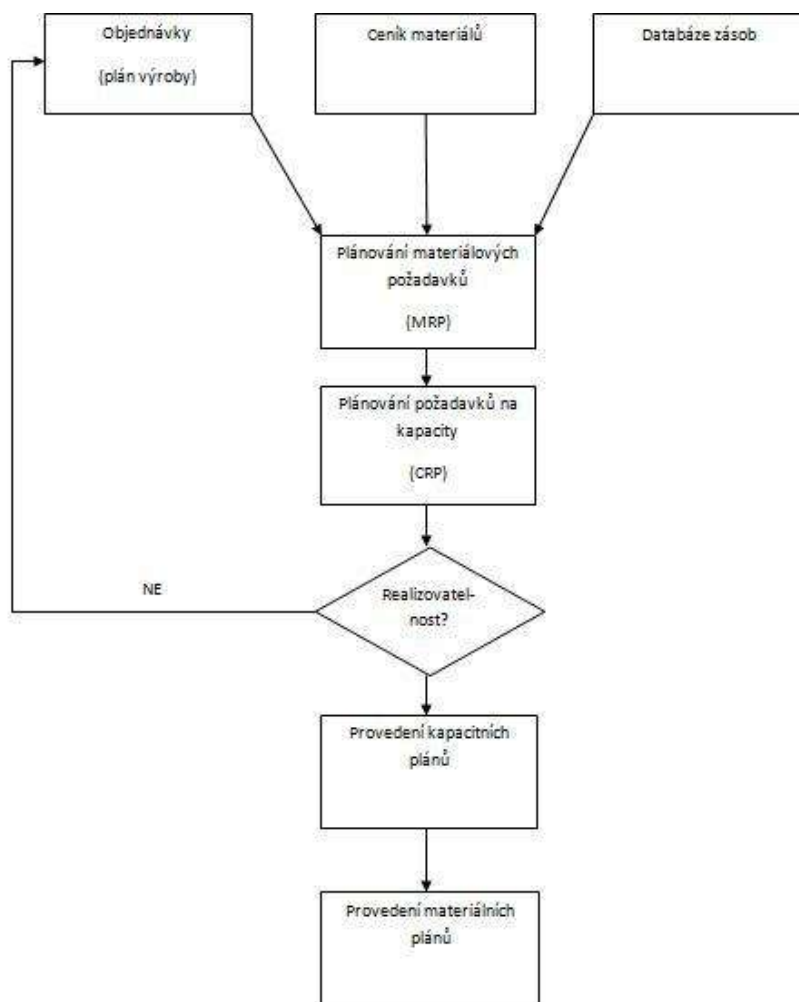 Objednávky
(plán výroby)
Ceník materiálů
Databáze zásob
Plánování materiálových
požadavků
(MRP)
Plánování požadavků na
kapacity
(CRP)
NE
Realizovatel-
nost?
Provedení kapacitních
plánů
Provedení materiálních
plánů